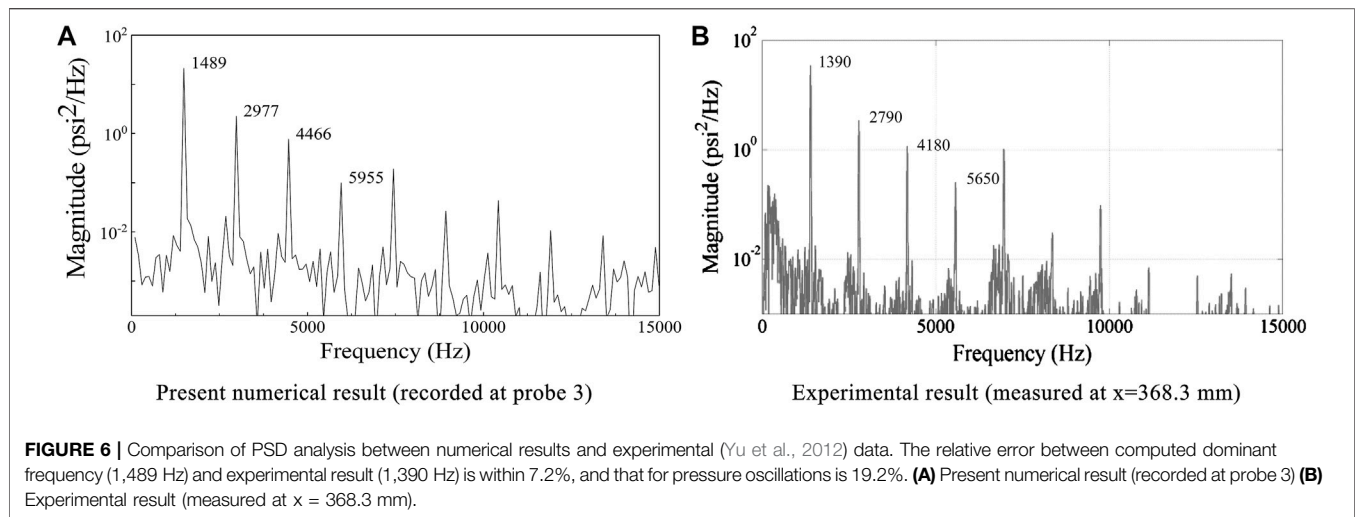 A
10²
10⁰
10⁻²
Magnitude (psi²/Hz)
1489
2977
4466
5955
0
5000
10000
15000
Frequency (Hz)
Present numerical result (recorded at probe 3)
B
10²
10⁰
10⁻²
Magnitude (psi²/Hz)
1390
2790
4180
5650
0
5000
10000
15000
Frequency (Hz)
Experimental result (measured at x=368.3 mm)
FIGURE 6 | Comparison of PSD analysis between numerical results and experimental (Yu et al., 2012) data. The relative error between computed dominant
frequency (1,489 Hz) and experimental result (1,390 Hz) is within 7.2%, and that for pressure oscillations is 19.2%. (A) Present numerical result (recorded at probe 3) (B)
Experimental result (measured at x = 368.3 mm).